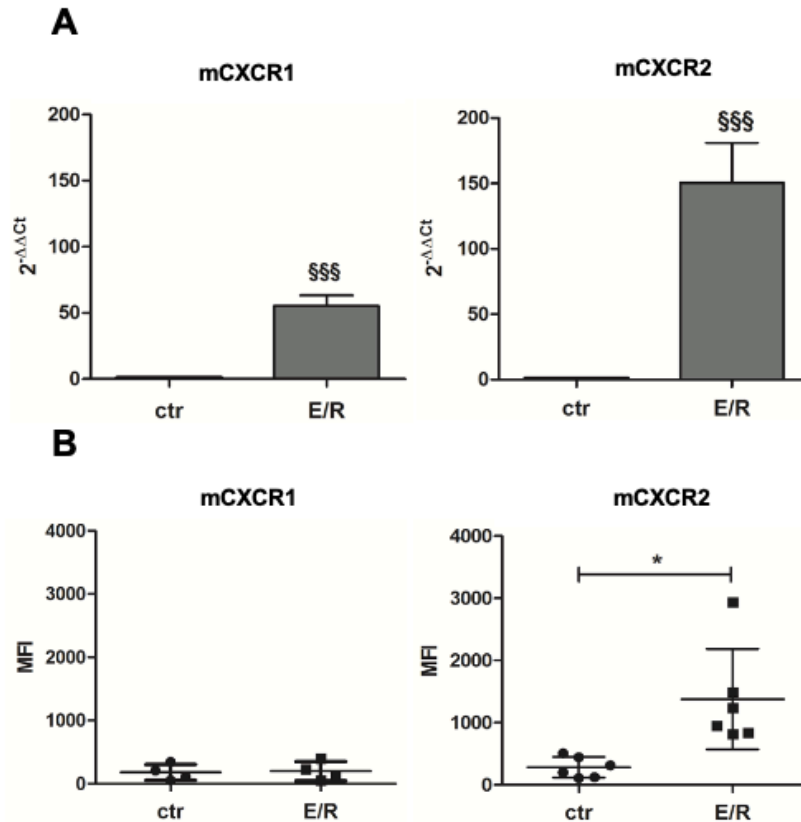 A
mCXCR1
200
150
100
50
0
2-ΔΔCt
§§§
ctr
E/R
mCXCR2
200
150
100
50
0
2-ΔΔCt
§§§
ctr
E/R
B
mCXCR1
4000
3000
2000
1000
0
MFI
ctr
E/R
mCXCR2
4000
3000
2000
1000
0
MFI
*
ctr
E/R